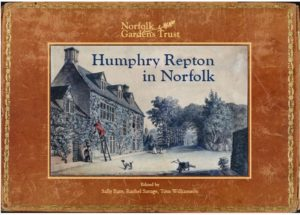 Norfolk
Gardens Trust
Humphry Repton
in Norfolk
Edited by
Sally Bate, Rachel Savage, Tom Williamson